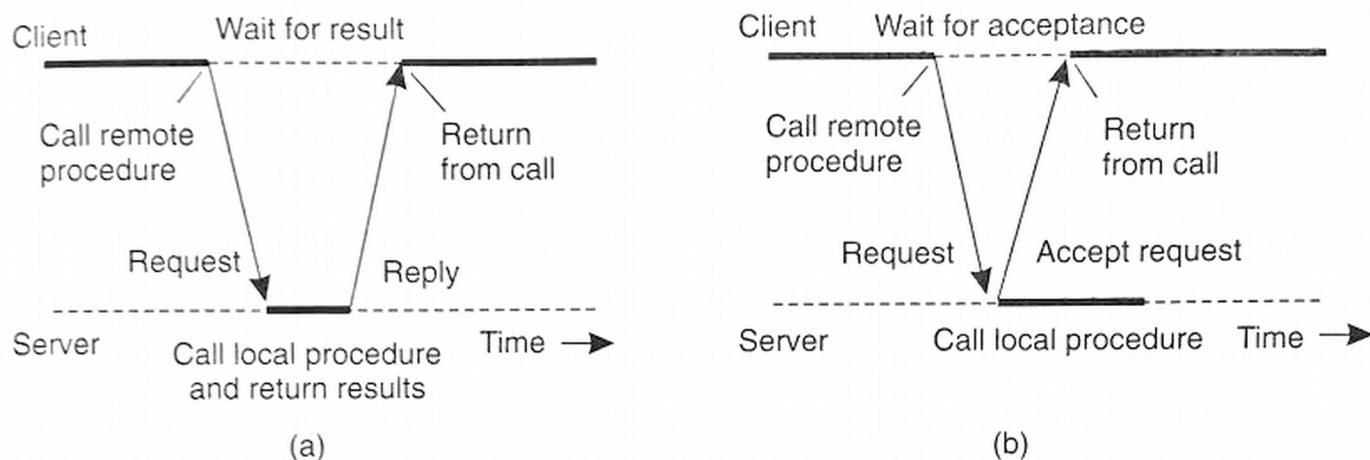 Client
Wait for result
Call remote
procedure
Return
from call
Request
Reply
Server
Call local procedure
and return results
Time
(a)
Client
Wait for acceptance
Call remote
procedure
Return
from call
Request
Accept request
Server
Call local procedure
Time
(b)